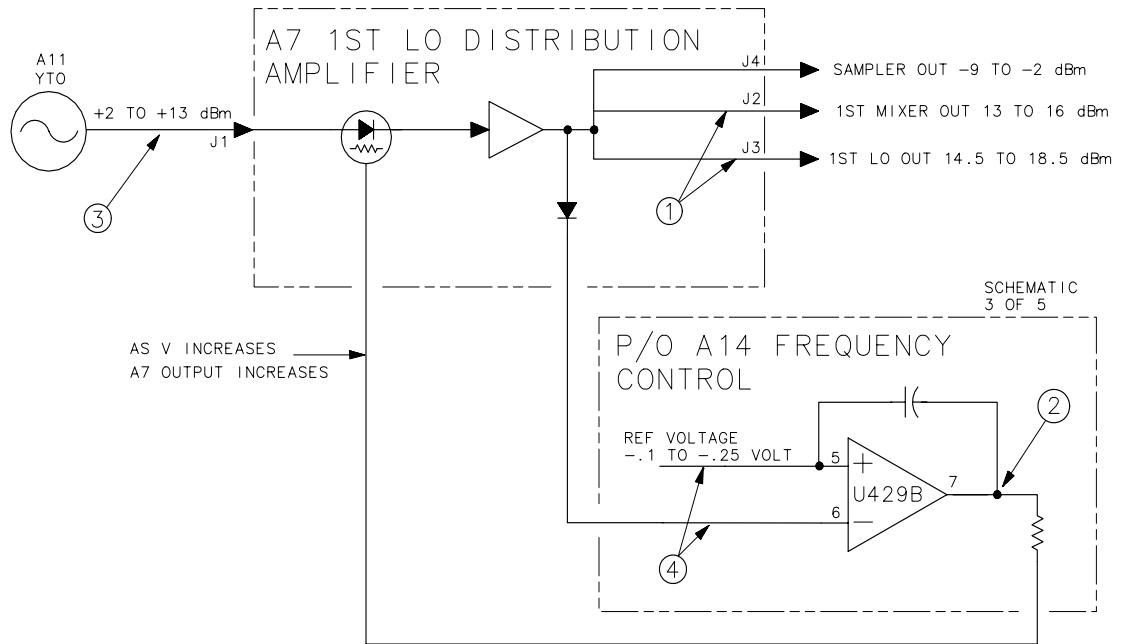 A7 1ST LO DISTRIBUTION
AMPLIFIER
A11
YTO
+2 TO +13 dBm
J1
J4
SAMPLER OUT -9 TO -2 dBm
J2
1ST MIXER OUT 13 TO 16 dBm
J3
1ST LO OUT 14.5 TO 18.5 dBm
3
1
SCHEMATIC
3 OF 5
AS V INCREASES
A7 OUTPUT INCREASES
P/O A14 FREQUENCY
CONTROL
2
REF VOLTAGE
-.1 TO -.25 VOLT
5
+
U429B
7
6
-
4